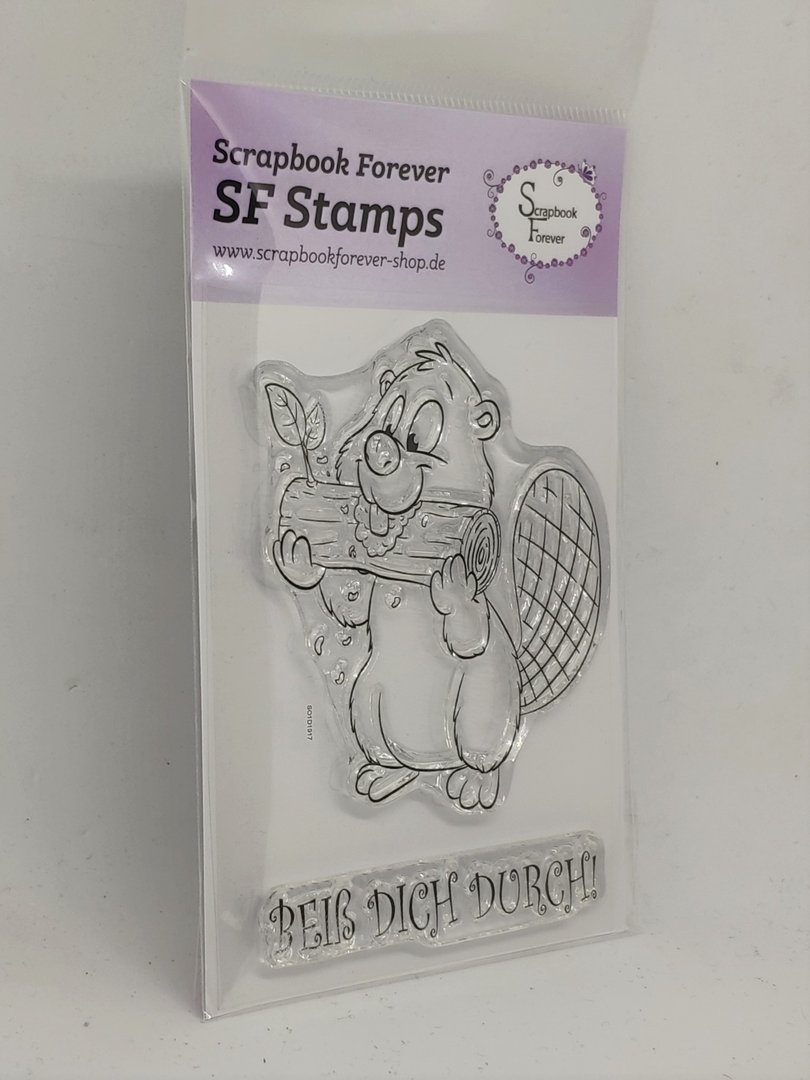 Scrapbook Forever
SF Stamps
www.scrapbookforever-shop.de
Scrapbook
Forever
BEIß DICH DURCH!